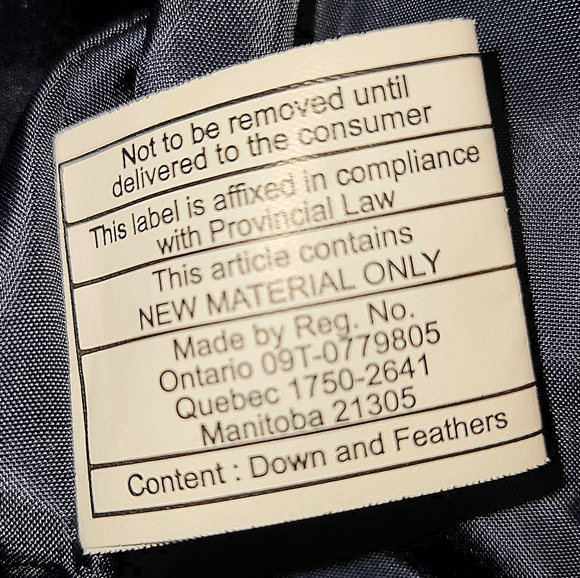 Not to be removed until
delivered to the consumer
This label is affixed in compliance
with Provincial Law
This article contains
NEW MATERIAL ONLY
Made by Reg. No.
Ontario 09T-0779805
Quebec 1750-2641
Manitoba 21305
Content : Down and Feathers